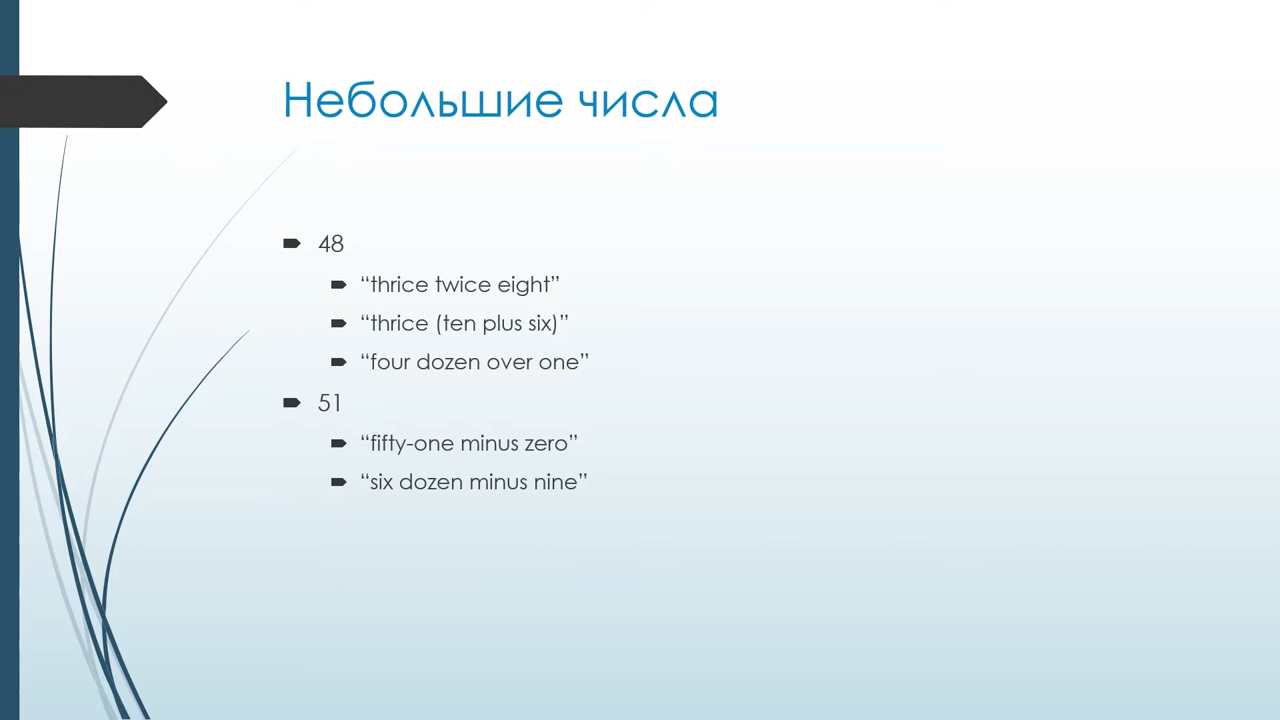 Небольшие числа
48
“thrice twice eight”
“thrice (ten plus six)”
“four dozen over one”
51
“fifty-one minus zero”
“six dozen minus nine”